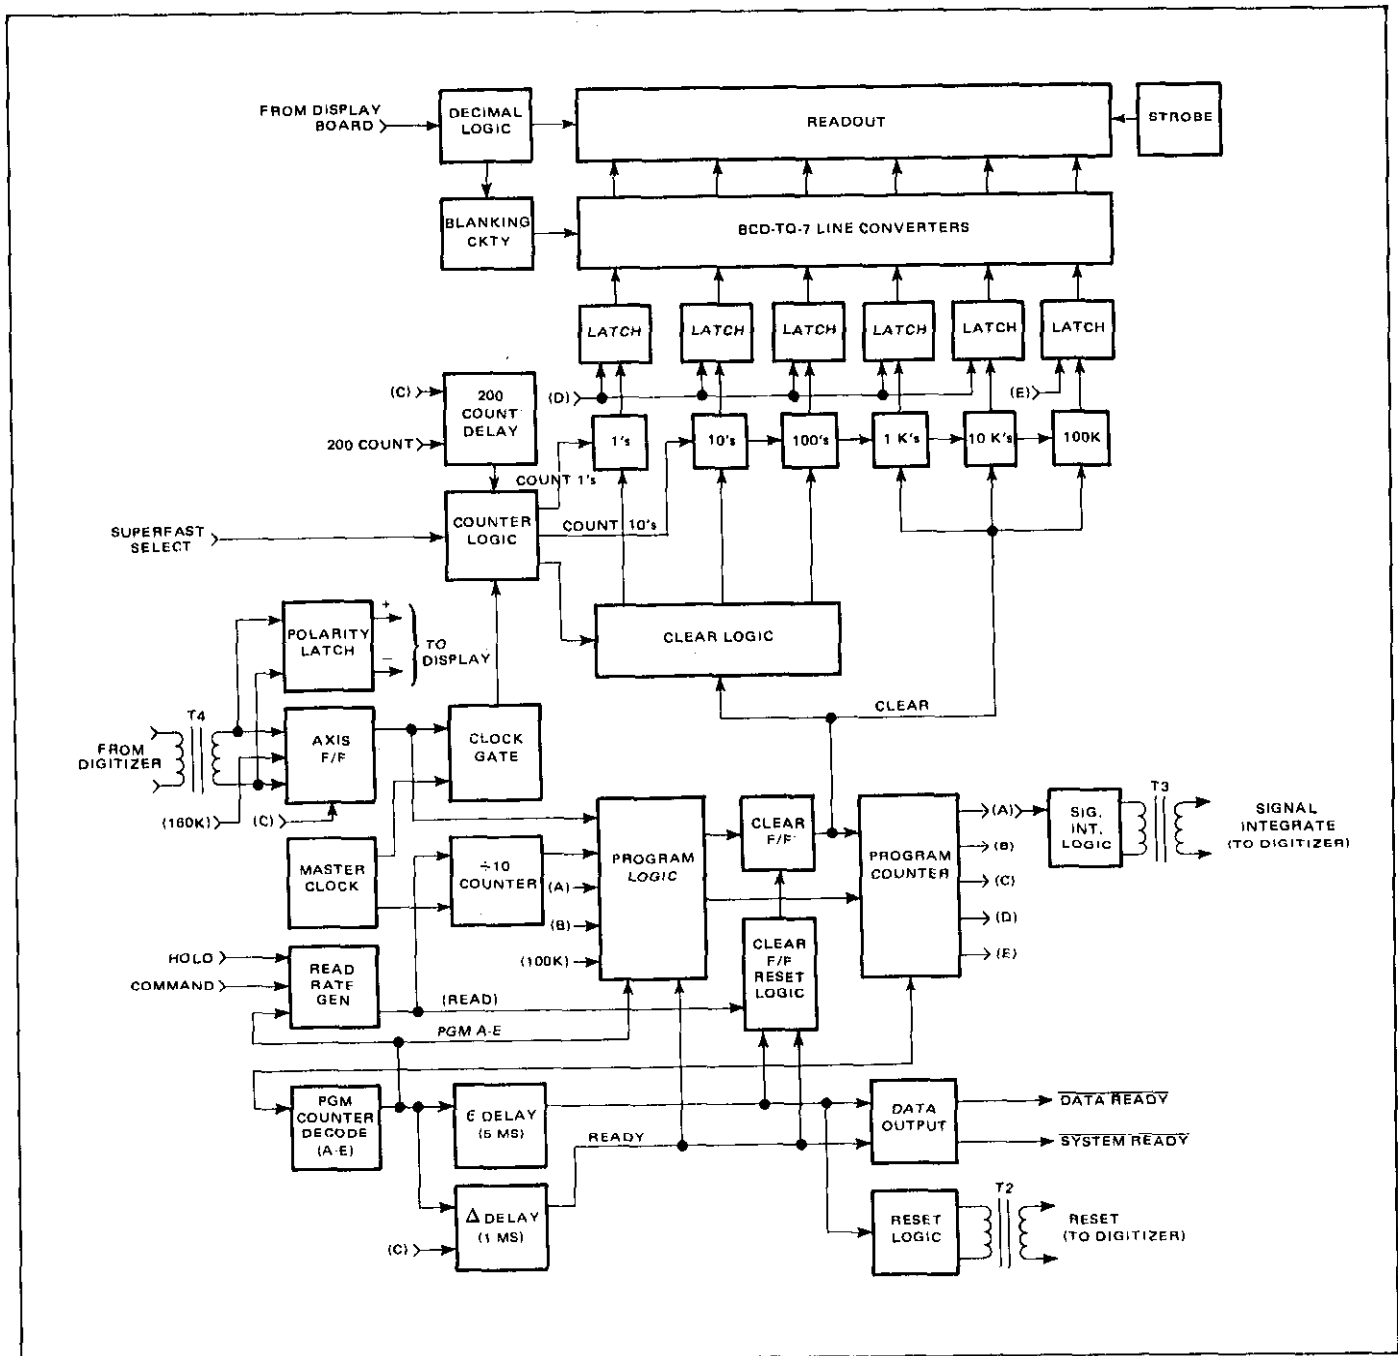 FROM DISPLAY
BOARD
DECIMAL
LOGIC
READOUT
STROBE
BLANKING
CKTY
BCD-TO-7 LINE CONVERTERS
LATCH
LATCH
LATCH
LATCH
LATCH
LATCH
(C)
200
COUNT
DELAY
200 COUNT
(D)
(E)
1's
10's
100's
1 K's
10 K's
100K
COUNT 1's
COUNT 10's
SUPERFAST
SELECT
COUNTER
LOGIC
CLEAR LOGIC
POLARITY
LATCH
+
−
TO
DISPLAY
CLEAR
T4
FROM
DIGITIZER
AXIS
F/F
CLOCK
GATE
(160K)
(C)
MASTER
CLOCK
÷10
COUNTER
(A)
(B)
(100K)
PROGRAM
LOGIC
CLEAR
F/F
PROGRAM
COUNTER
(A)
(B)
(C)
(D)
(E)
SIG.
INT.
LOGIC
T3
SIGNAL
INTEGRATE
(TO DIGITIZER)
HOLD
COMMAND
READ
RATE
GEN
(READ)
CLEAR
F/F
RESET
LOGIC
PGM A-E
PGM
COUNTER
DECODE
(A-E)
Є DELAY
(5 MS)
READY
Δ DELAY
(1 MS)
(C)
DATA
OUTPUT
DATA READY
SYSTEM READY
RESET
LOGIC
T2
RESET
(TO DIGITIZER)